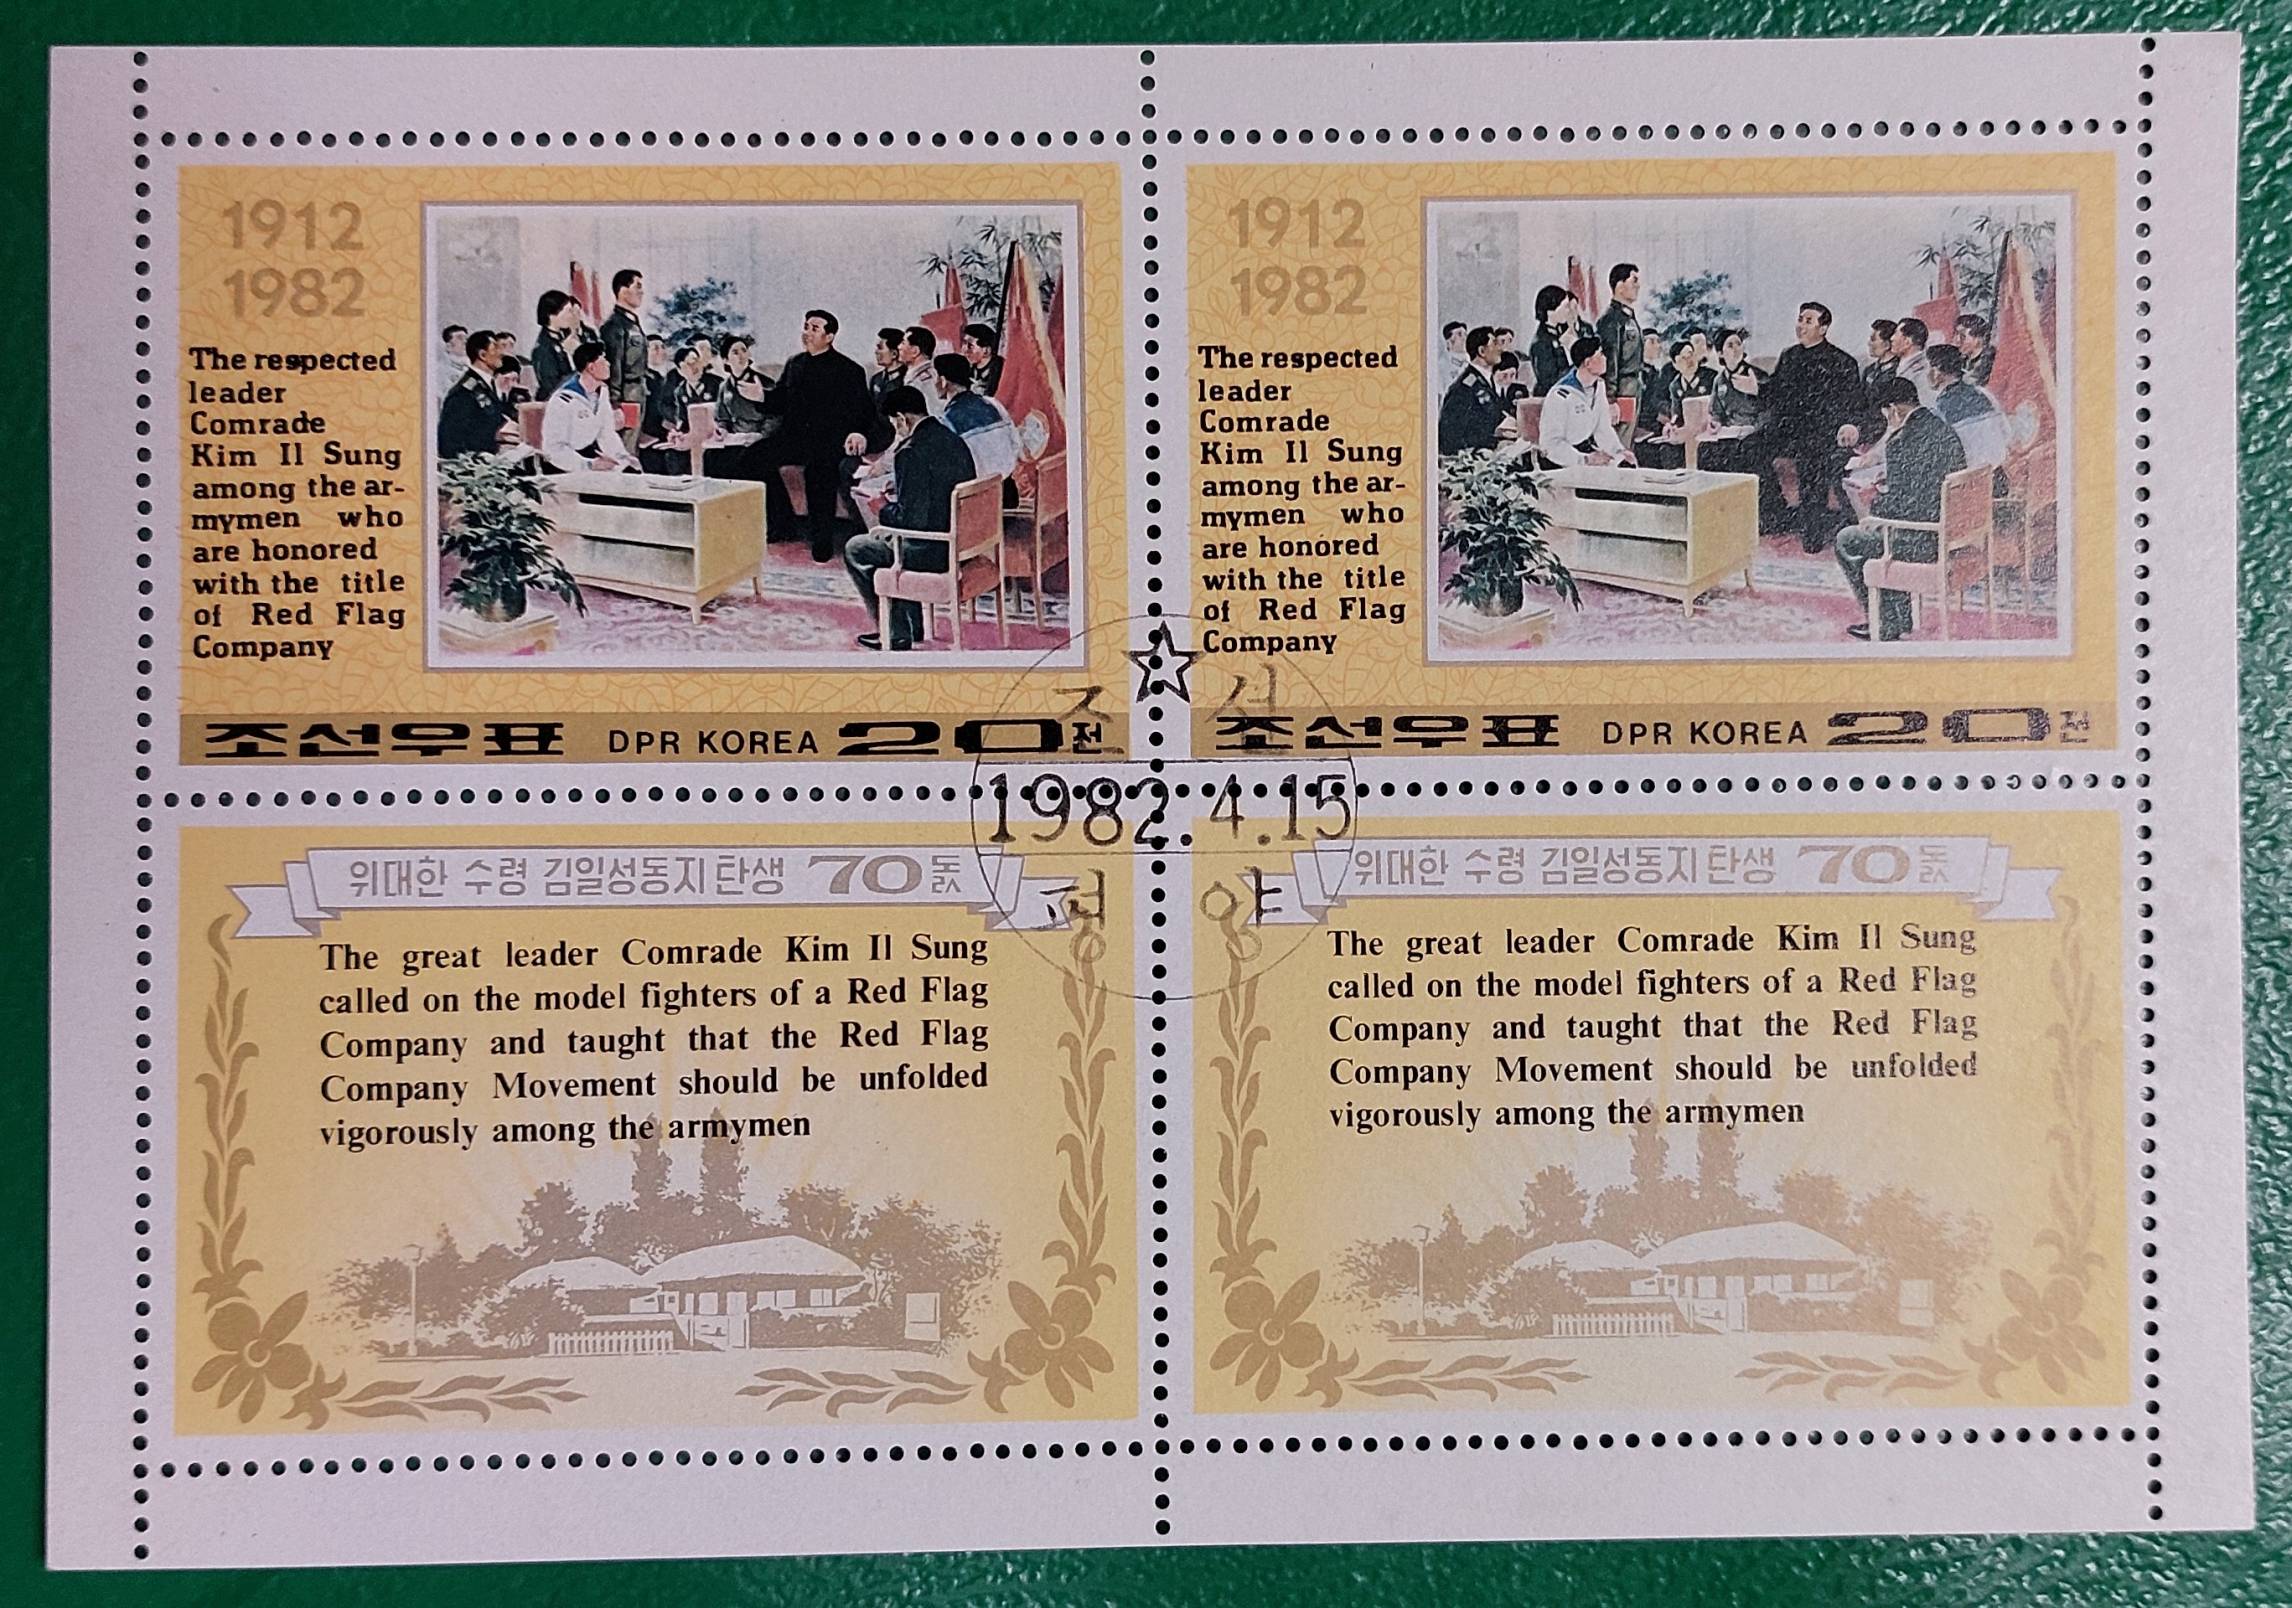 1912
1982
The respected
leader
Comrade
Kim Il Sung
among the ar-
mymen who
are honored
with the title
of Red Flag
Company
조선우표 DPR KOREA 20전
1912
1982
The respected
leader
Comrade
Kim Il Sung
among the ar-
mymen who
are honored
with the title
of Red Flag
Company
조선우표 DPR KOREA 20전
조선
1982.4.15
평양
위대한 수령 김일성동지 탄생 70돐
The great leader Comrade Kim Il Sung
called on the model fighters of a Red Flag
Company and taught that the Red Flag
Company Movement should be unfolded
vigorously among the armymen
위대한 수령 김일성동지 탄생 70돐
The great leader Comrade Kim Il Sung
called on the model fighters of a Red Flag
Company and taught that the Red Flag
Company Movement should be unfolded
vigorously among the armymen